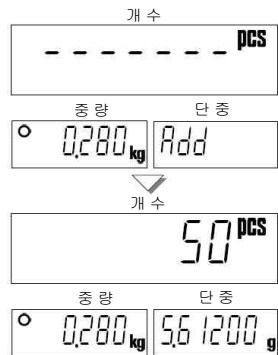 개 수
- - - - - - - pcs
중 량 단 중
0.280 kg Add
개 수
50 pcs
중 량 단 중
0.280 kg 5.61200 g